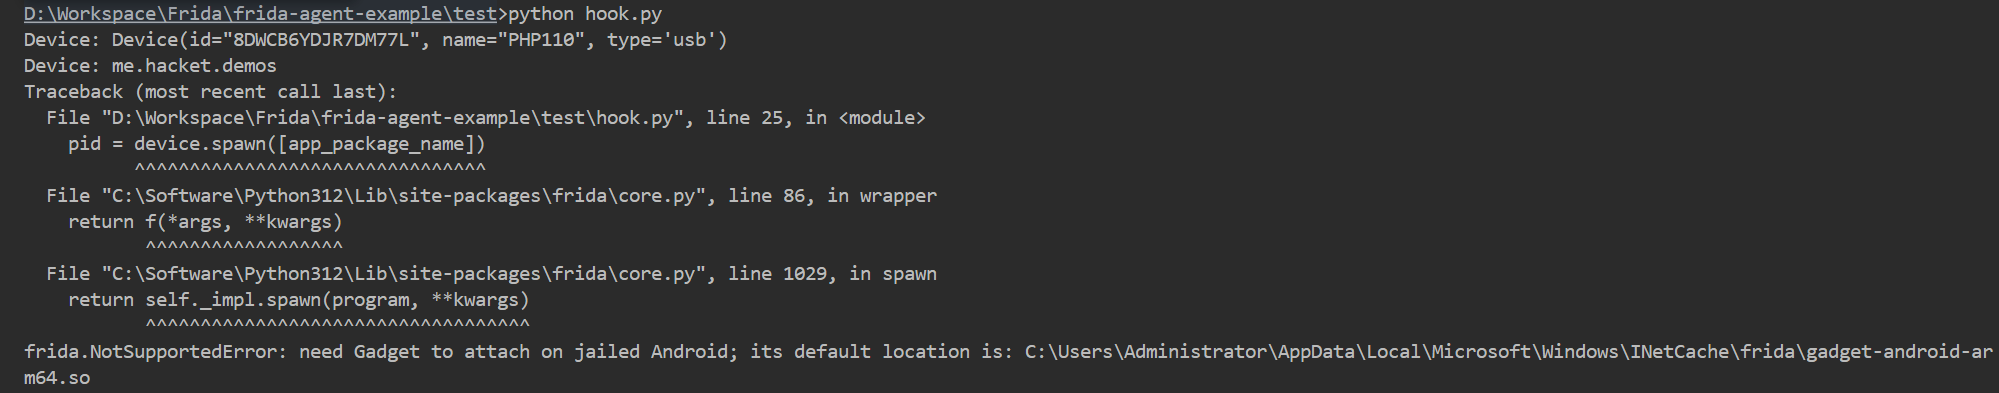 D:\Workspace\Frida\frida-agent-example\test>python hook.py
Device: Device(id="8DWCB6YDJR7DM77L", name="PHP110", type='usb')
Device: me.hacket.demos
Traceback (most recent call last):
  File "D:\Workspace\Frida\frida-agent-example\test\hook.py", line 25, in <module>
    pid = device.spawn([app_package_name])
          ^^^^^^^^^^^^^^^^^^^^^^^^^^^^^^^^
  File "C:\Software\Python312\Lib\site-packages\frida\core.py", line 86, in wrapper
    return f(*args, **kwargs)
           ^^^^^^^^^^^^^^^^^^
  File "C:\Software\Python312\Lib\site-packages\frida\core.py", line 1029, in spawn
    return self._impl.spawn(program, **kwargs)
           ^^^^^^^^^^^^^^^^^^^^^^^^^^^^^^^^^^^
frida.NotSupportedError: need Gadget to attach on jailed Android; its default location is: C:\Users\Administrator\AppData\Local\Microsoft\Windows\INetCache\frida\gadget-android-ar
m64.so